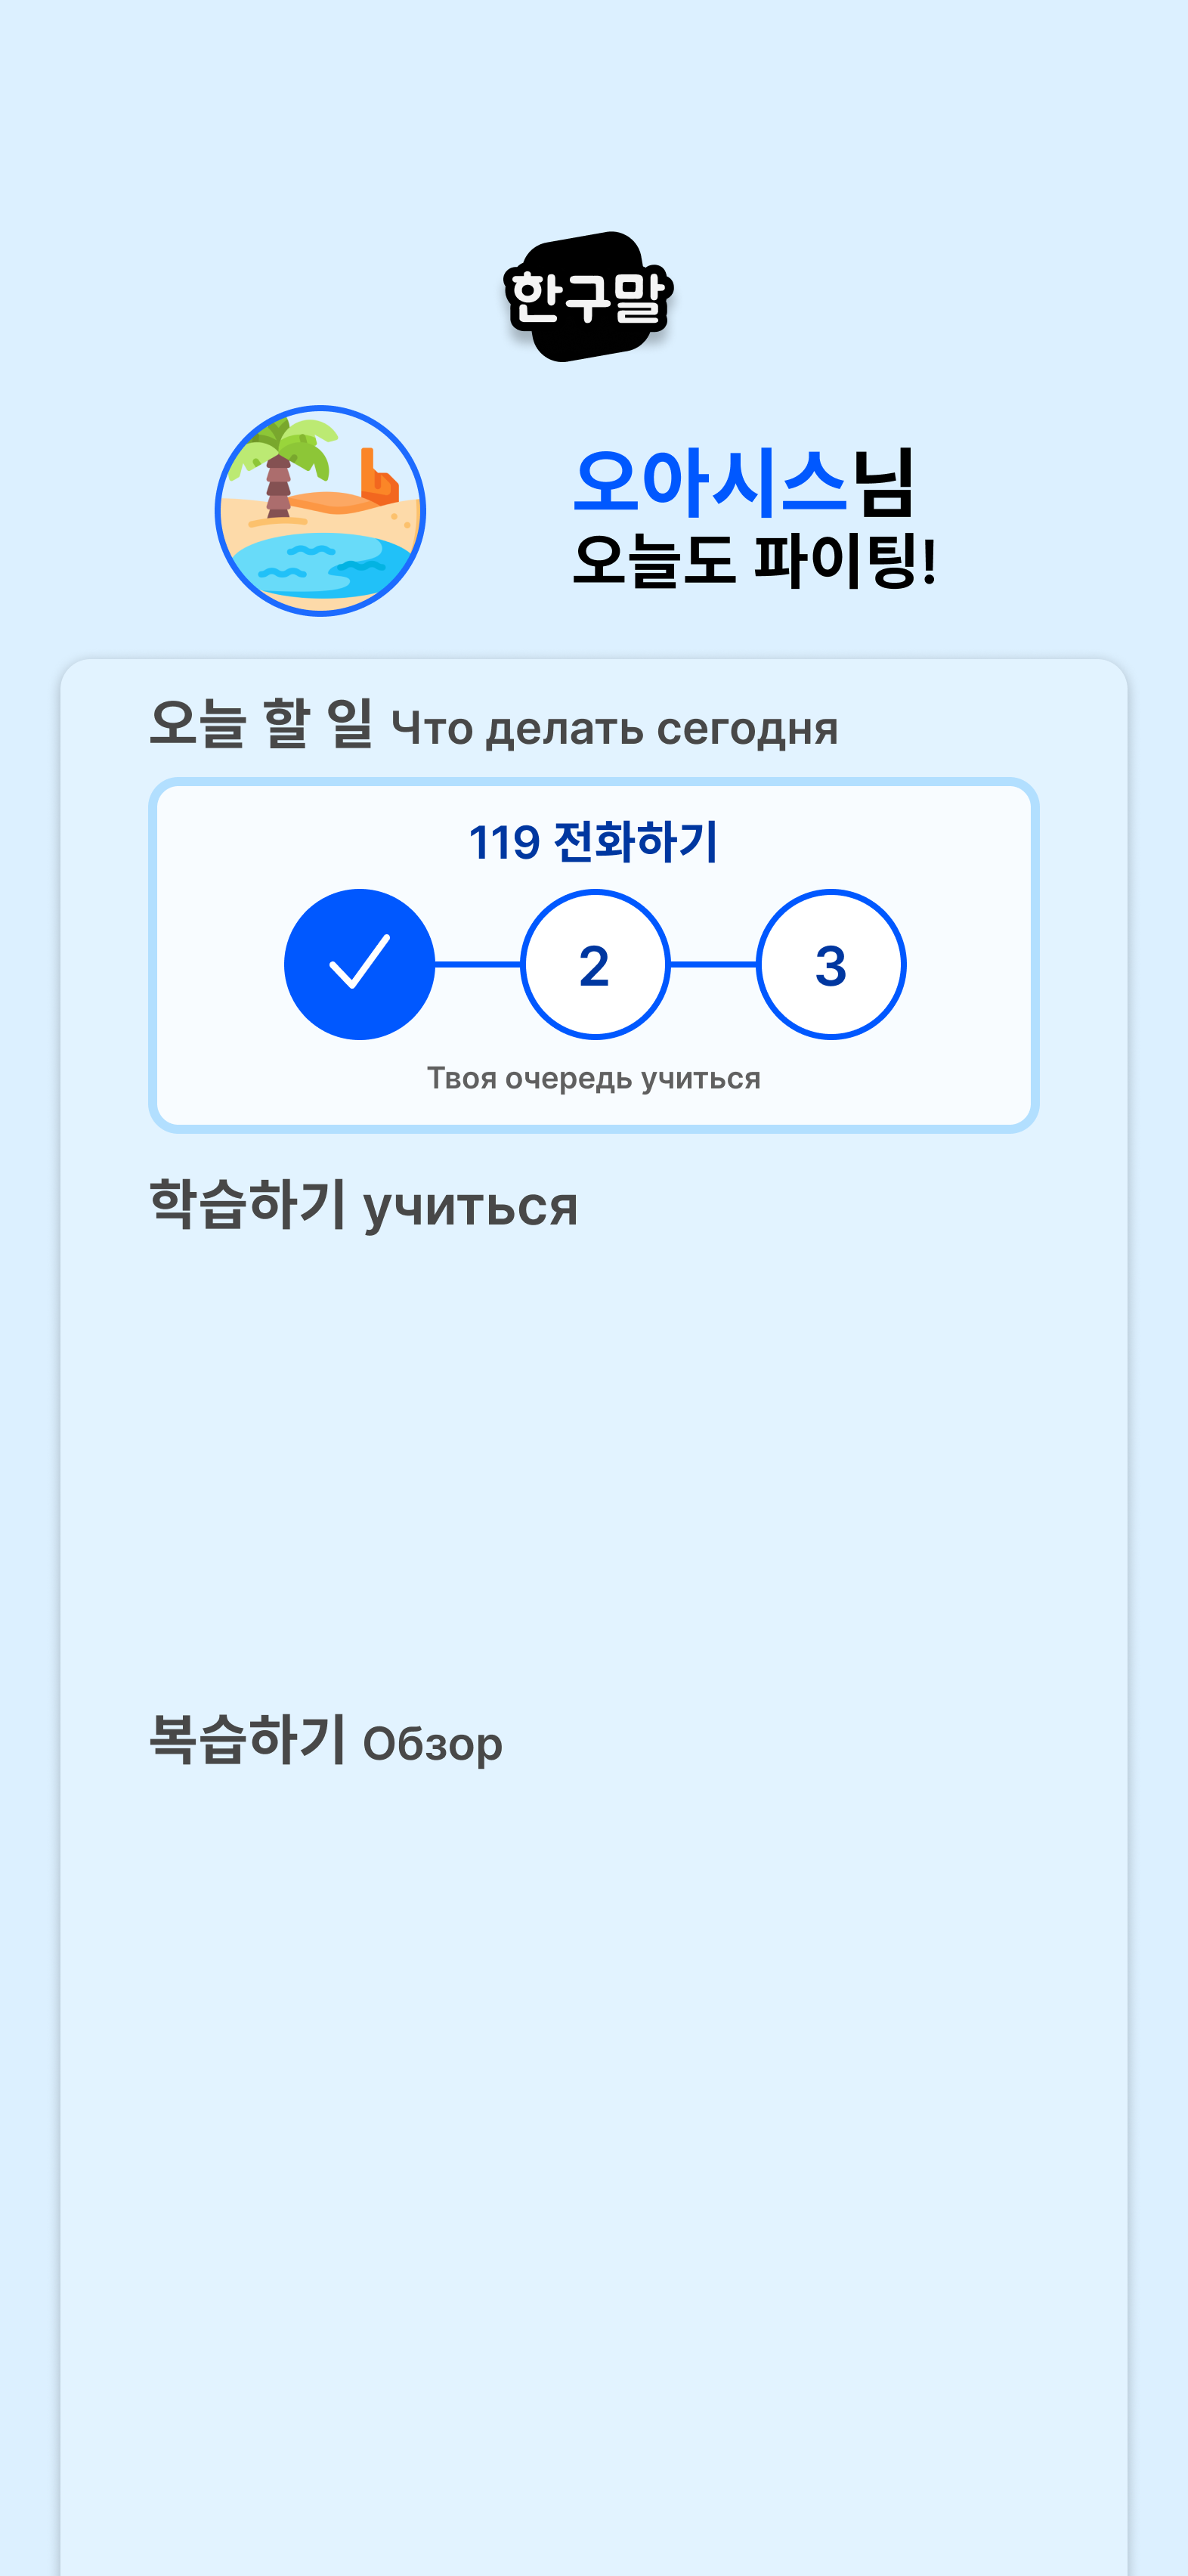 한구말
오아시스님
오늘도 파이팅!
오늘 할 일 Что делать сегодня
119 전화하기
2 3
Твоя очередь учиться
학습하기 учиться
복습하기 Обзор